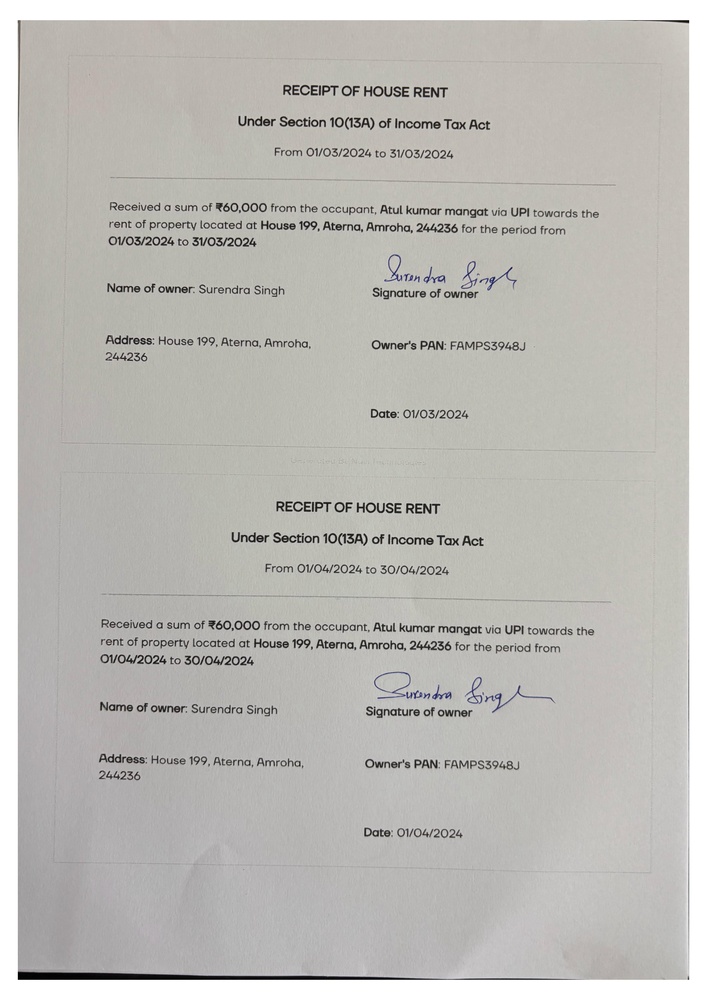 RECEIPT OF HOUSE RENT
Under Section 10(13A) of Income Tax Act
From 01/03/2024 to 31/03/2024
Received a sum of ₹60,000 from the occupant, Atul kumar mangat via UPI towards the
rent of property located at House 199, Aterna, Amroha, 244236 for the period from
01/03/2024 to 31/03/2024
Surendra Singh
Name of owner: Surendra Singh
Signature of owner
Address: House 199, Aterna, Amroha,
244236
Owner's PAN: FAMPS3948J
Date: 01/03/2024
RECEIPT OF HOUSE RENT
Under Section 10(13A) of Income Tax Act
From 01/04/2024 to 30/04/2024
Received a sum of ₹60,000 from the occupant, Atul kumar mangat via UPI towards the
rent of property located at House 199, Aterna, Amroha, 244236 for the period from
01/04/2024 to 30/04/2024
Surendra Singh
Name of owner: Surendra Singh
Signature of owner
Address: House 199, Aterna, Amroha,
244236
Owner's PAN: FAMPS3948J
Date: 01/04/2024